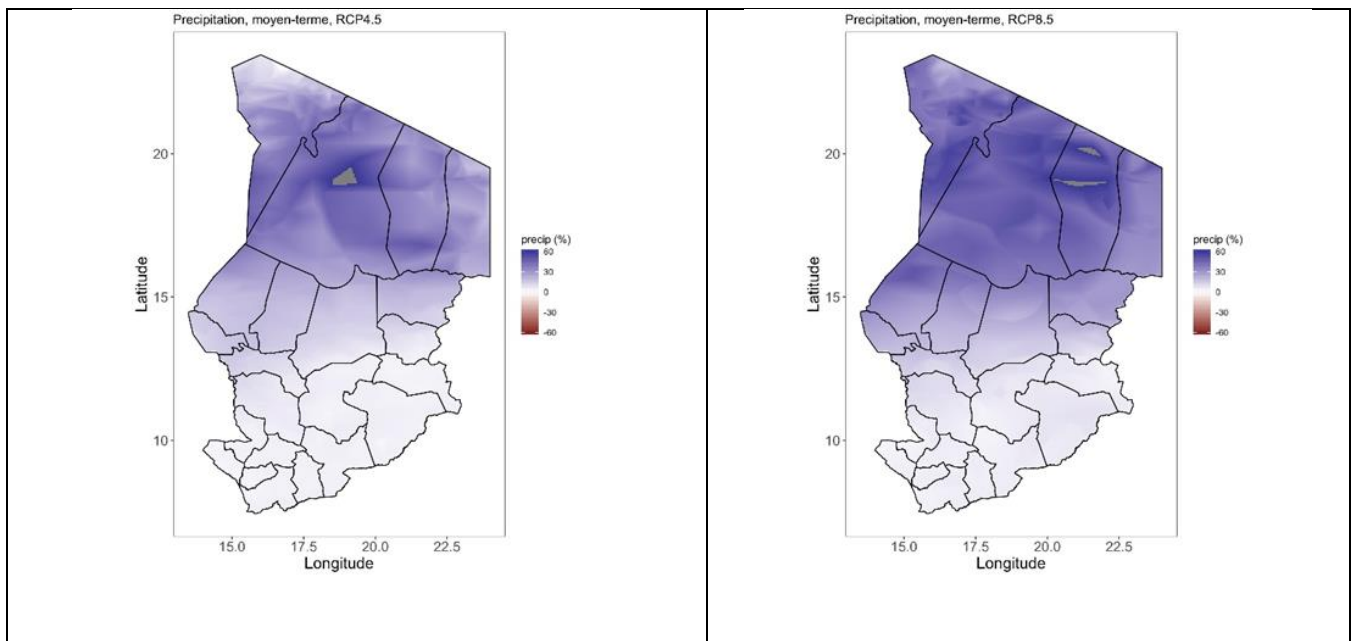 Precipitation, moyen-terme, RCP4.5
20
15
10
Latitude
15.0 17.5 20.0 22.5
Longitude
precip (%)
60
30
0
-30
-60
Precipitation, moyen-terme, RCP8.5
20
15
10
Latitude
15.0 17.5 20.0 22.5
Longitude
precip (%)
60
30
0
-30
-60